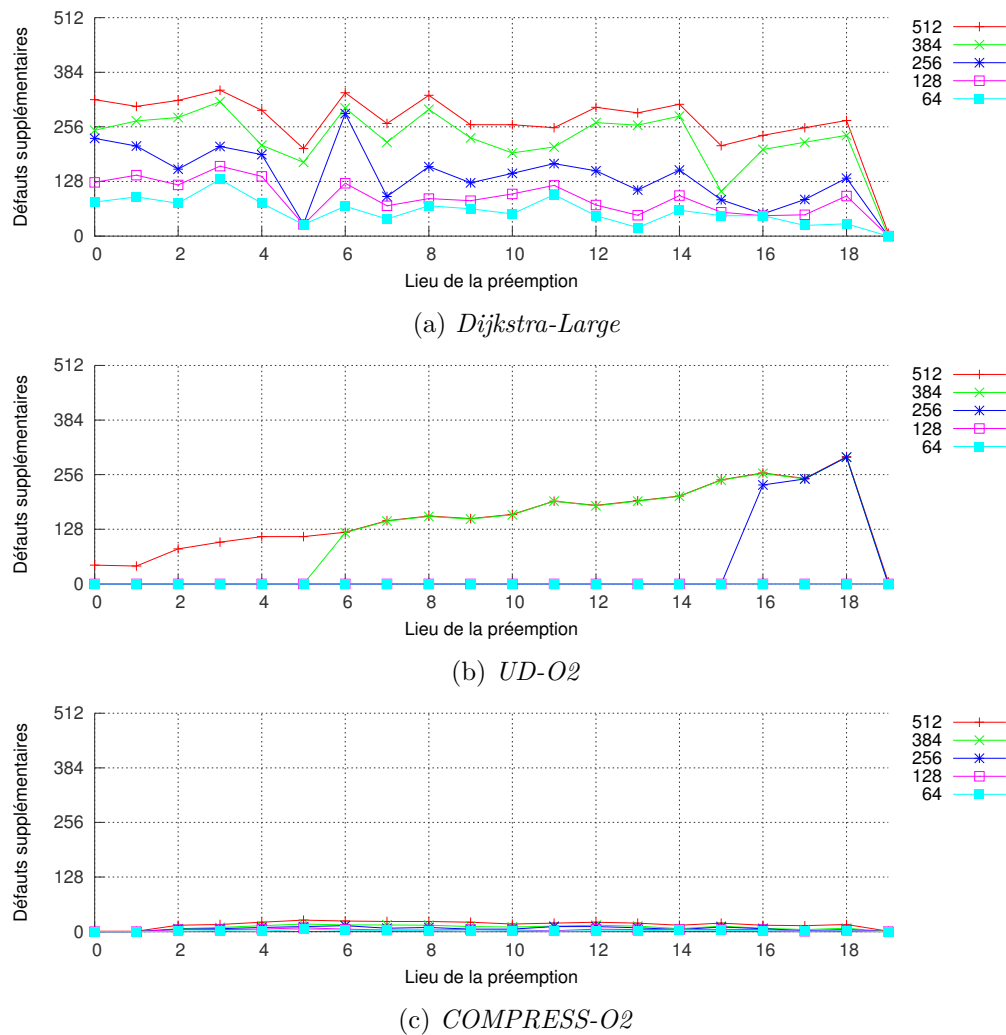 512
384
256
128
0
Défauts supplémentaires
0 2 4 6 8 10 12 14 16 18
Lieu de la préemption
512
384
256
128
64
(a) Dijkstra-Large
512
384
256
128
0
Défauts supplémentaires
0 2 4 6 8 10 12 14 16 18
Lieu de la préemption
512
384
256
128
64
(b) UD-O2
512
384
256
128
0
Défauts supplémentaires
0 2 4 6 8 10 12 14 16 18
Lieu de la préemption
512
384
256
128
64
(c) COMPRESS-O2